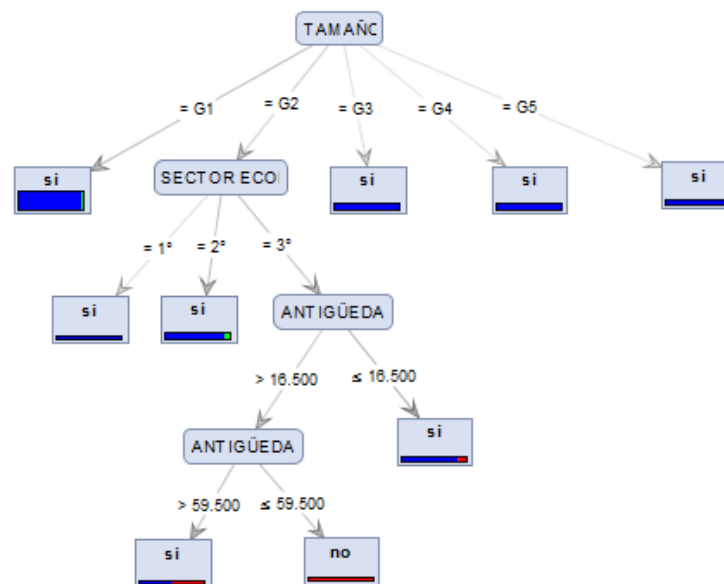 TAMAÑO
= G1
= G2
= G3
= G4
= G5
si
SECTOR ECO
si
si
si
= 1°
= 2°
= 3°
si
si
ANTIGÜEDA
> 16.500
≤ 16.500
ANTIGÜEDA
si
> 59.500
≤ 59.500
si
no